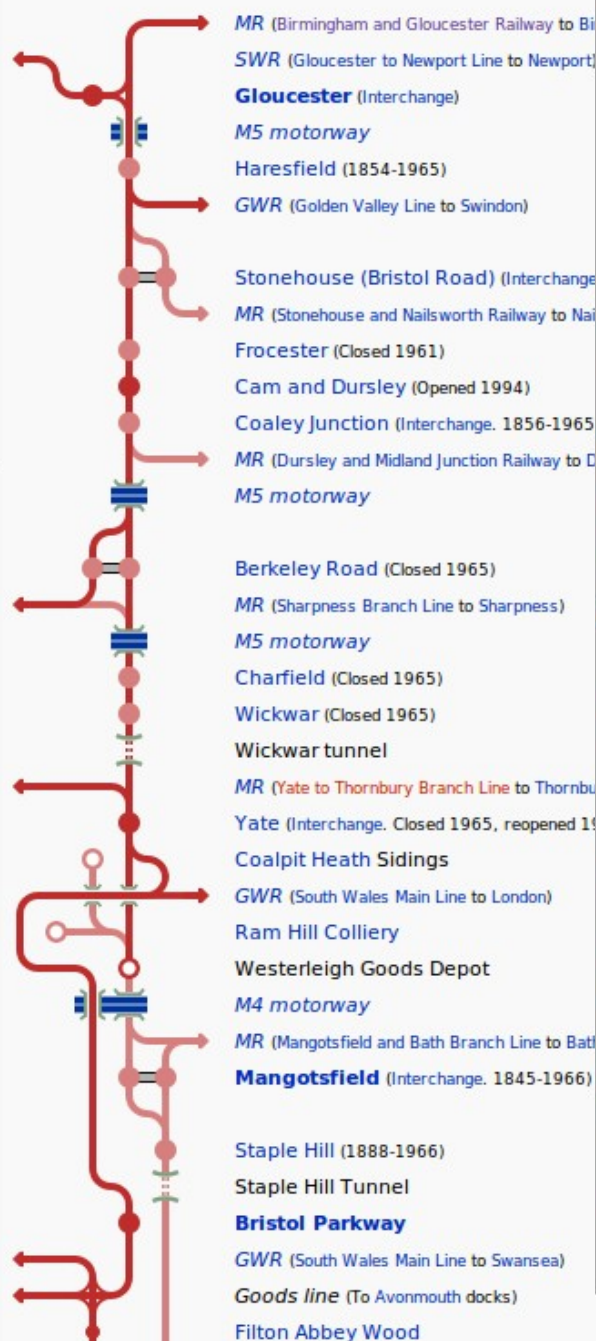 MR (Birmingham and Gloucester Railway to
SWR (Gloucester to Newport Line to Newport)
Gloucester (Interchange)
M5 motorway
Haresfield (1854-1965)
GWR (Golden Valley Line to Swindon)
Stonehouse (Bristol Road) (Interchange
MR (Stonehouse and Nailsworth Railway to
Frocester (Closed 1961)
Cam and Dursley (Opened 1994)
Coaley Junction (Interchange. 1856-1965
MR (Dursley and Midland Junction Railway to
M5 motorway
Berkeley Road (Closed 1965)
MR (Sharpness Branch Line to Sharpness)
M5 motorway
Charfield (Closed 1965)
Wickwar (Closed 1965)
Wickwar tunnel
MR (Yate to Thornbury Branch Line to Thornbu
Yate (Interchange. Closed 1965, reopened 19
Coalpit Heath Sidings
GWR (South Wales Main Line to London)
Ram Hill Colliery
Westerleigh Goods Depot
M4 motorway
MR (Mangotsfield and Bath Branch Line to Bath
Mangotsfield (Interchange. 1845-1966)
Staple Hill (1888-1966)
Staple Hill Tunnel
Bristol Parkway
GWR (South Wales Main Line to Swansea)
Goods line (To Avonmouth docks)
Filton Abbey Wood